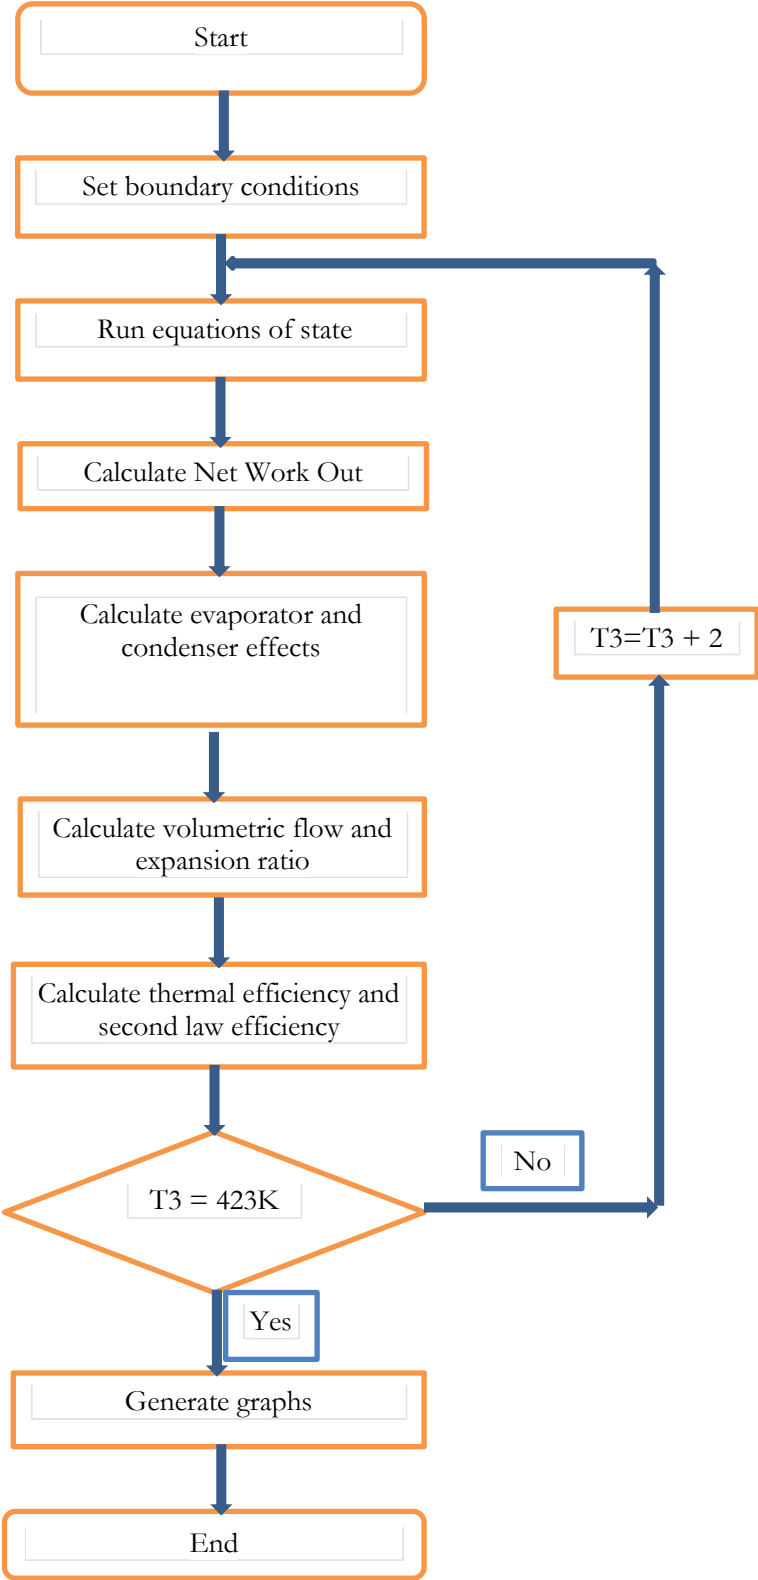 Start
Set boundary conditions
Run equations of state
Calculate Net Work Out
Calculate evaporator and
condenser effects
T3=T3 + 2
Calculate volumetric flow and
expansion ratio
Calculate thermal efficiency and
second law efficiency
No
T3 = 423K
Yes
Generate graphs
End